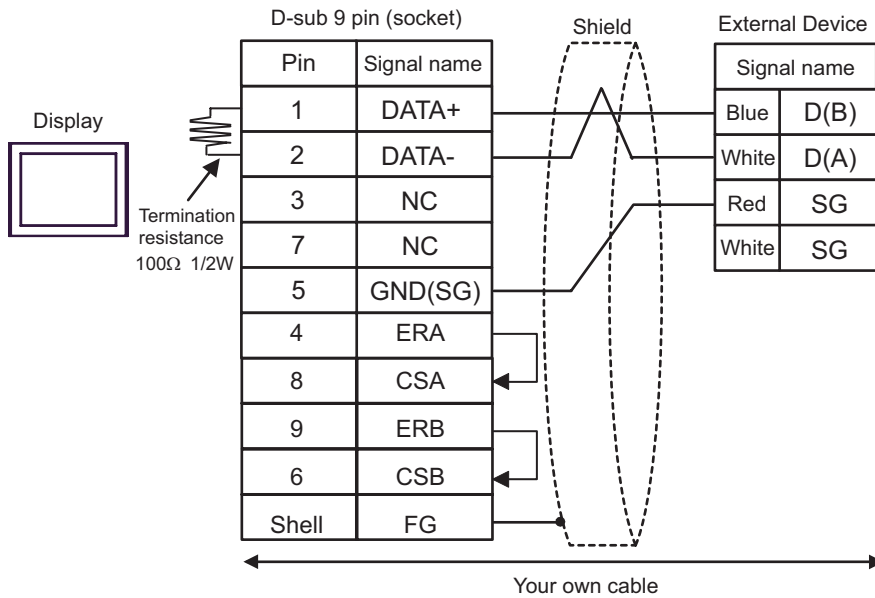 D-sub 9 pin (socket)
Shield
External Device
Pin Signal name
Signal name
1 DATA+
Blue D(B)
Display
2 DATA-
White D(A)
3 NC
Red SG
Termination
resistance
100Ω 1/2W
7 NC
White SG
5 GND(SG)
4 ERA
8 CSA
9 ERB
6 CSB
Shell FG
Your own cable